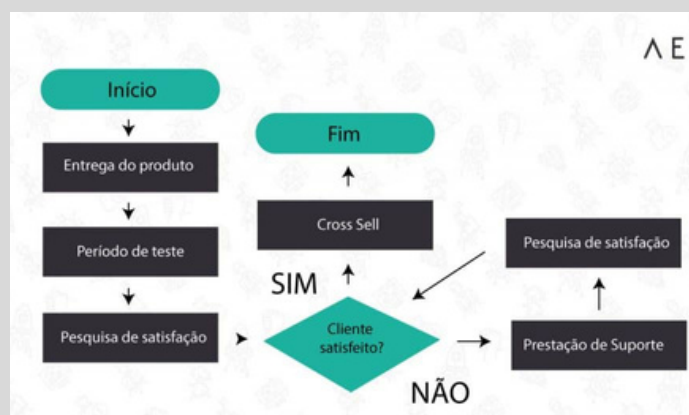 ΛE
Início
Entrega do produto
Período de teste
Pesquisa de satisfação
Fim
Cross Sell
SIM
Cliente
satisfeito?
NÃO
Pesquisa de satisfação
Prestação de Suporte